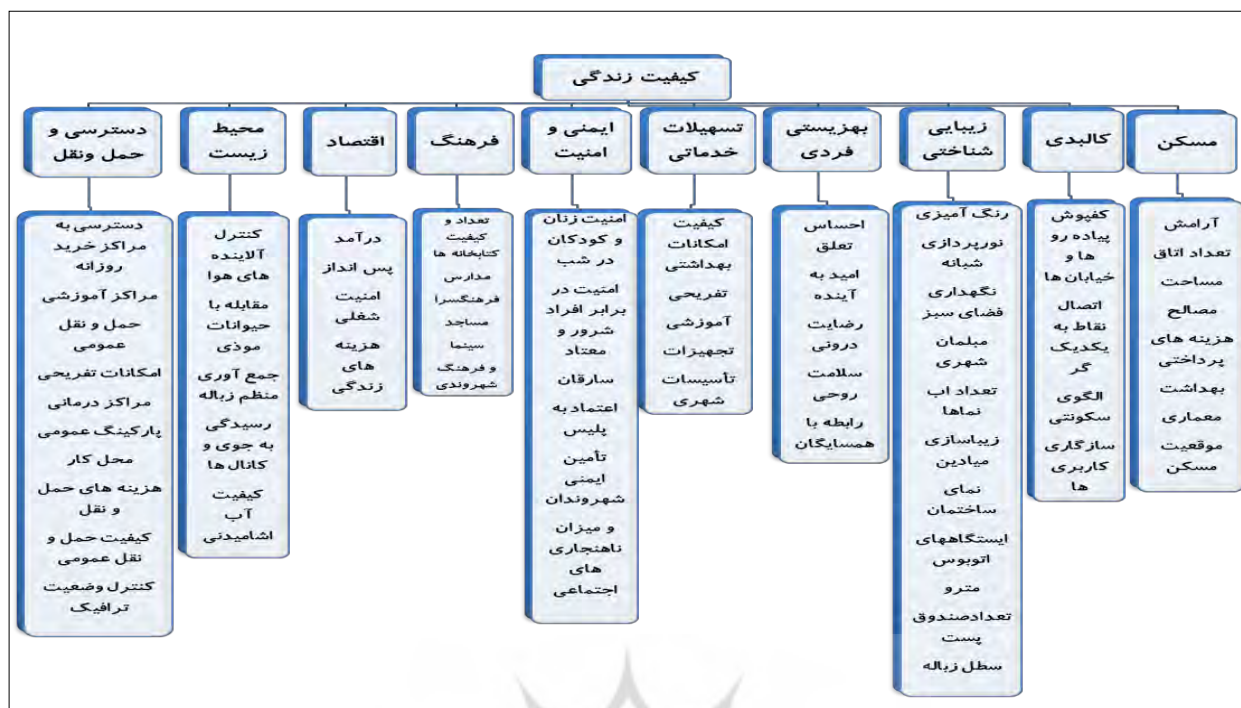 کیفیت زندگی
مسکن
کالبدی
زیبایی
شناختی
بهزیستی
فردی
تسهیلات
خدماتی
ایمنی و
امنیت
فرهنگ
اقتصاد
محیط
زیست
دسترسی و
حمل ونقل
آرامش
تعداد اتاق
مساحت
مصالح
هزینه های
پرداختی
بهداشت
معماری
موقعیت
مسکن
کفپوش
پیاده رو
ها و
خیابان ها
اتصال
نقاط به
یکدیک
گر
الگوی
سکونتی
سازگاری
کاربری
ها
رنگ آمیزی
نورپردازی
شبانه
نگهداری
فضای سبز
مبلمان
شهری
تعداد اب
نماها
زیباسازی
میادین
نمای
ساختمان
ایستگاههای
اتوبوس
مترو
تعدادصندوق
پست
سطل زباله
احساس
تعلق
امید به
آینده
رضایت
درونی
سلامت
روحی
رابطه با
همسایگان
کیفیت
امکانات
بهداشتی
تفریحی
آموزشی
تجهیزات
تأسیسات
شهری
امنیت زنان
و کودکان
در شب
امنیت در
برابر افراد
شرور و
معتاد
سارقان
اعتماد به
پلیس
تأمین
ایمنی
شهروندان
و میزان
ناهنجاری
های
اجتماعی
تعداد و
کیفیت
کتابخانه ها
مدارس
فرهنگسرا
مساجد
سینما
و فرهنگ
شهروندی
درآمد
پس انداز
امنیت
شغلی
هزینه
های
زندگی
کنترل
آلاینده
های هوا
مقابله با
حیوانات
موذی
جمع آوری
منظم زباله
رسیدگی
به جوی و
کانال ها
کیفیت
آب
اشامیدنی
دسترسی به
مراکز خرید
روزانه
مراکز آموزشی
حمل و نقل
عمومی
امکانات تفریحی
مراکز درمانی
پارکینگ عمومی
محل کار
هزینه های حمل
و نقل
کیفیت حمل و
نقل عمومی
کنترل وضعیت
ترافیک